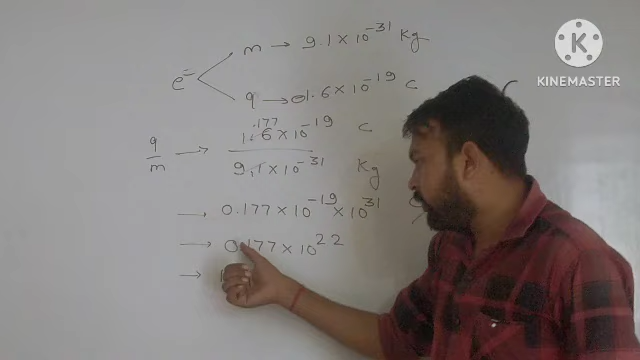 e⁻
m → 9.1 × 10⁻³¹ Kg
q → 1.6 × 10⁻¹⁹ C
KINEMASTER
.177
q/m → 1.6 × 10⁻¹⁹ C
9.1 × 10⁻³¹ Kg
→ 0.177 × 10⁻¹⁹ × 10³¹
→ 0.177 × 10²²
→